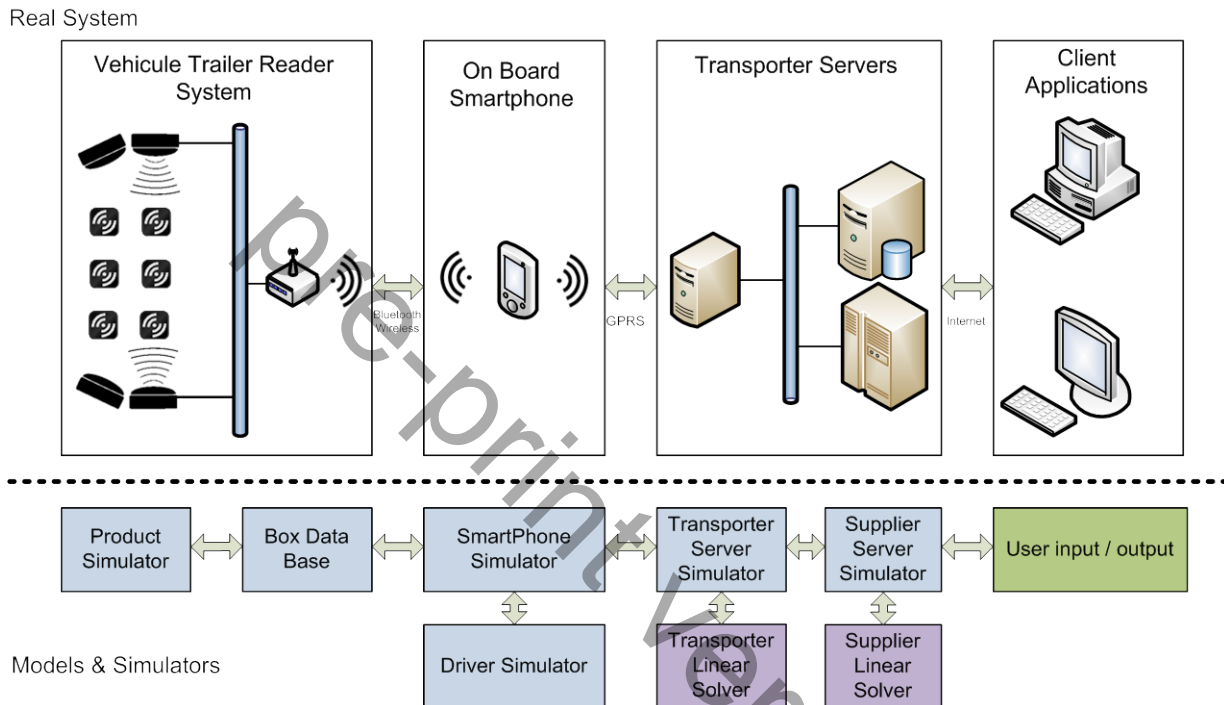 Real System
Vehicule Trailer Reader
System
On Board
Smartphone
Transporter Servers
Client
Applications
Bluetooth
Wireless
GPRS
Internet
Product
Simulator
Box Data
Base
SmartPhone
Simulator
Transporter
Server
Simulator
Supplier
Server
Simulator
User input / output
Models & Simulators
Driver Simulator
Transporter
Linear
Solver
Supplier
Linear
Solver
pre-print ver